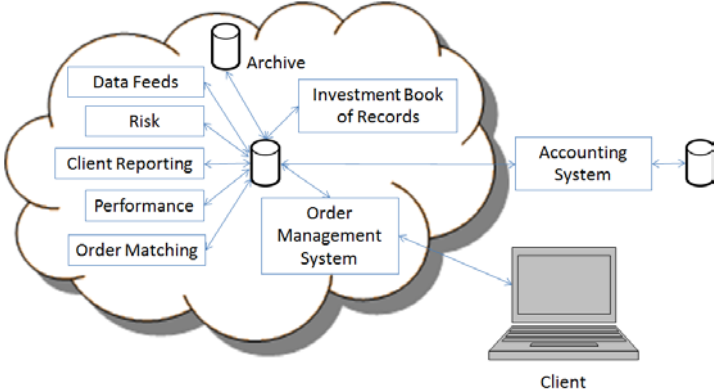 Archive
Data Feeds
Investment Book
of Records
Risk
Client Reporting
Accounting
System
Performance
Order
Management
System
Order Matching
Client